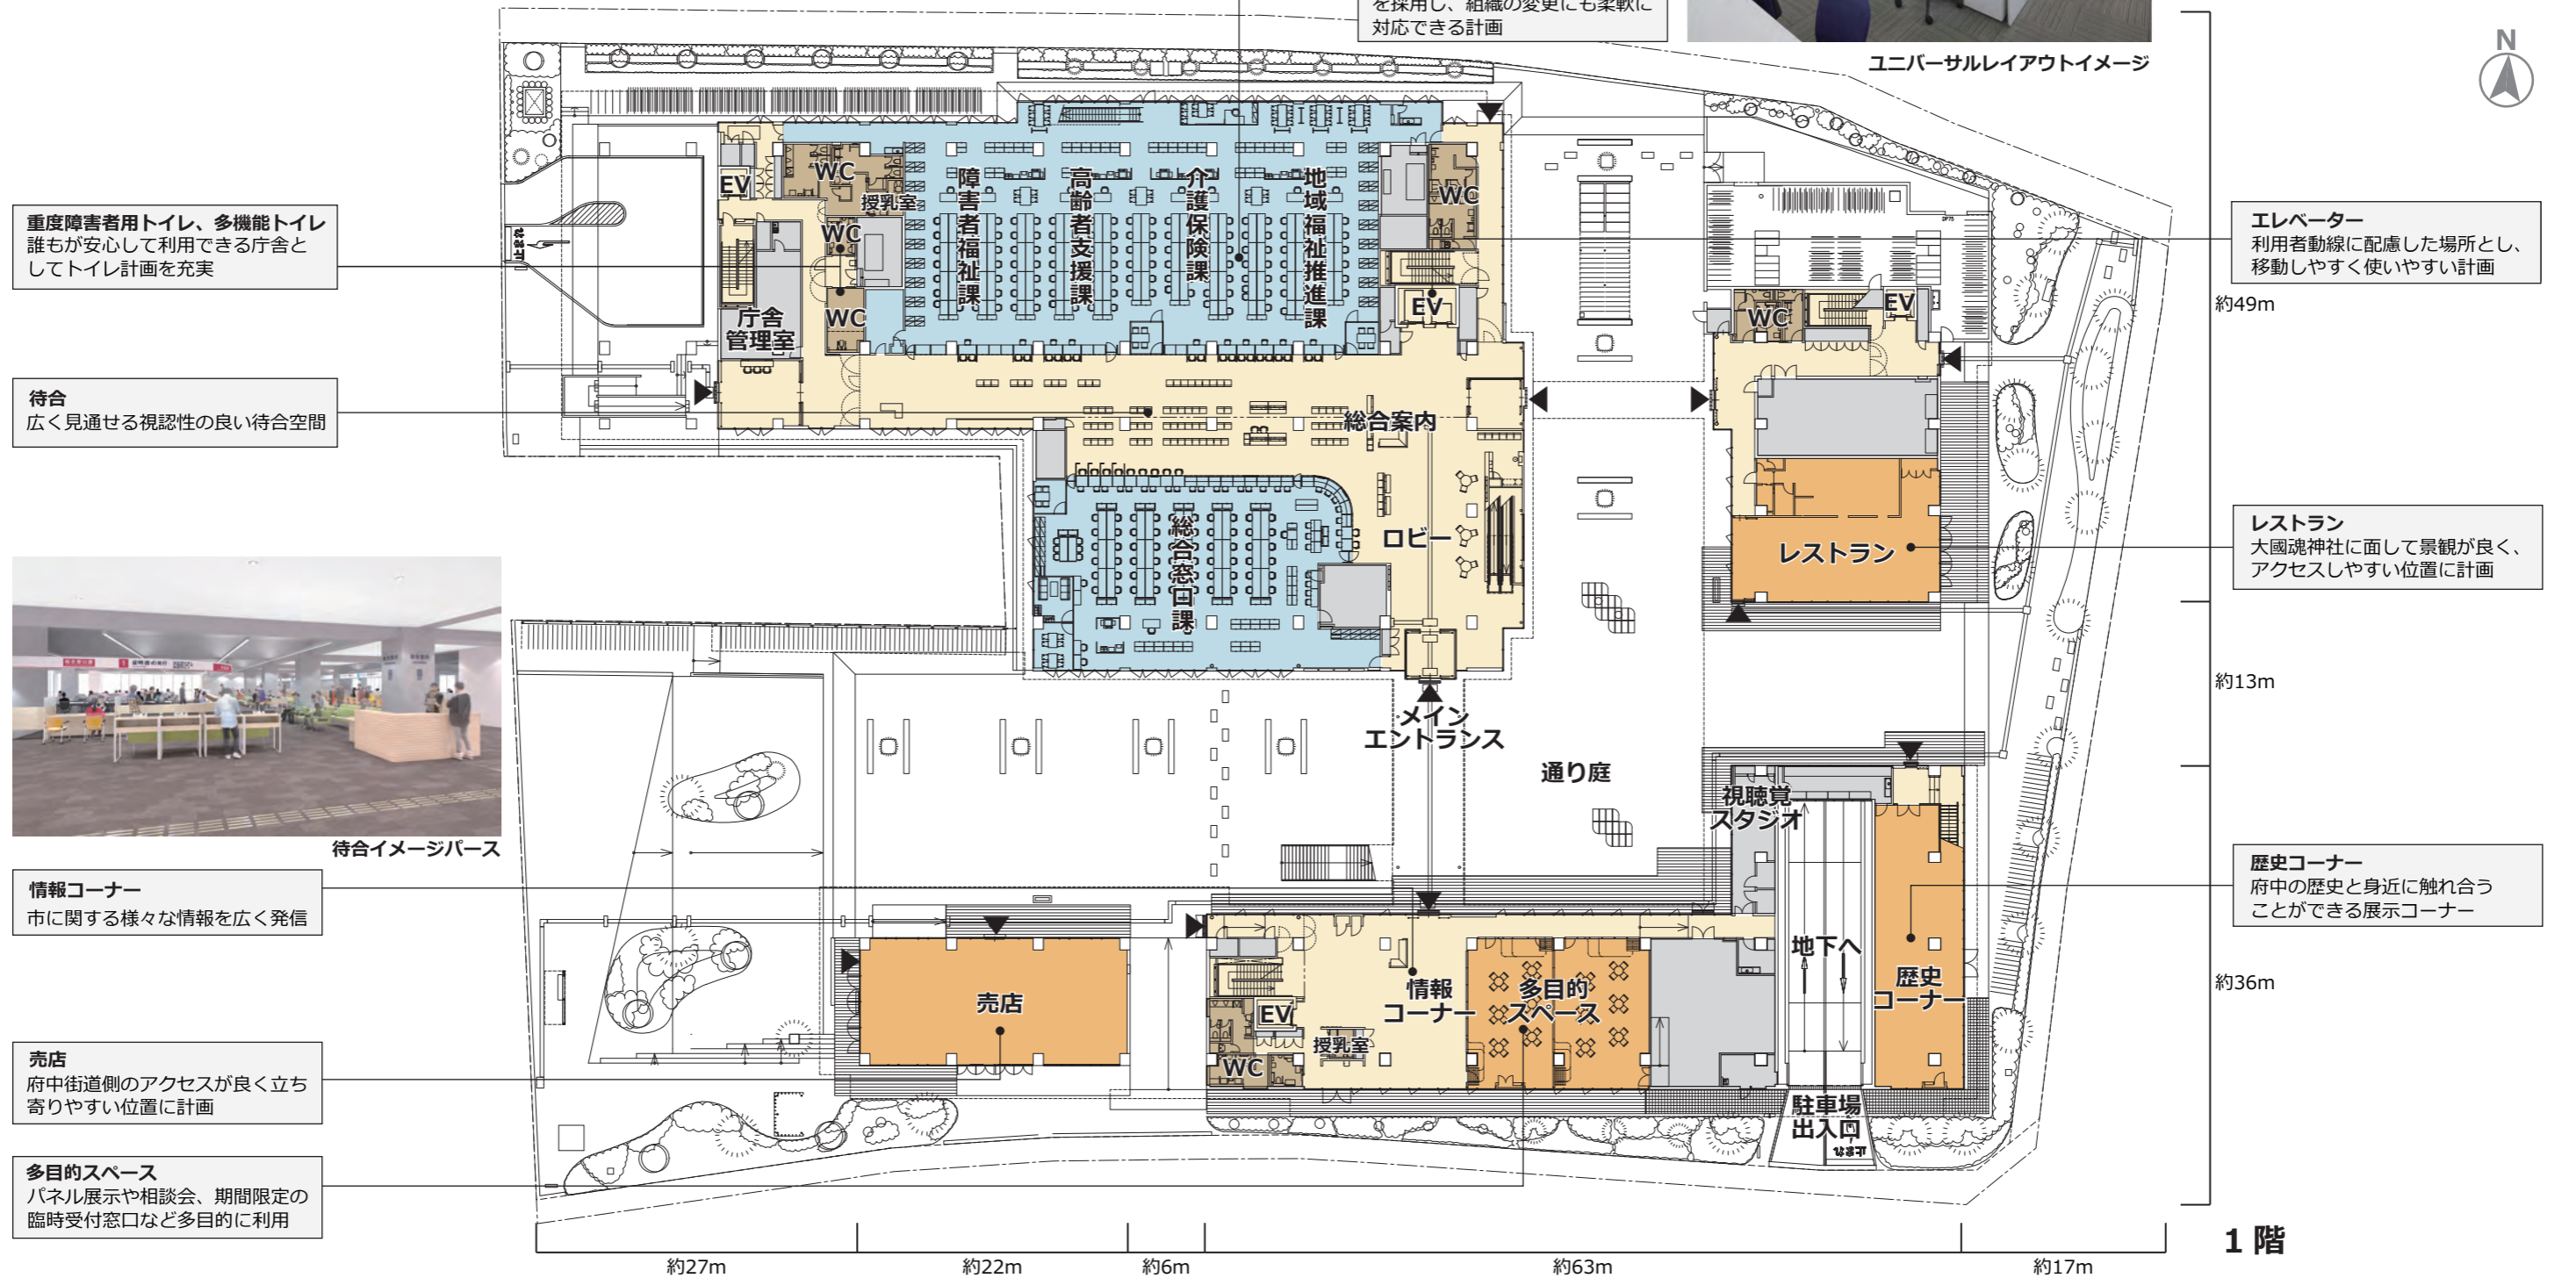 を採用し、組織の変更にも柔軟に
対応できる計画
ユニバーサルレイアウトイメージ
N
重度障害者用トイレ、多機能トイレ
誰もが安心して利用できる庁舎と
してトイレ計画を充実
待合
広く見通せる視認性の良い待合空間
待合イメージパース
情報コーナー
市に関する様々な情報を広く発信
売店
府中街道側のアクセスが良く立ち
寄りやすい位置に計画
多目的スペース
パネル展示や相談会、期間限定の
臨時受付窓口など多目的に利用
EV
WC
授乳室
WC
WC
庁舎
管理室
障害者福祉課
高齢者支援課
介護保険課
地域福祉推進課
WC
EV
総合案内
総合窓口課
ロビー
メイン
エントランス
通り庭
WC
EV
レストラン
視聴覚
スタジオ
地下へ
歴史
コーナー
売店
EV
WC
授乳室
情報
コーナー
多目的
スペース
駐車場
出入口
止まれ
止まれ
エレベーター
利用者動線に配慮した場所とし、
移動しやすく使いやすい計画
レストラン
大國魂神社に面して景観が良く、
アクセスしやすい位置に計画
歴史コーナー
府中の歴史と身近に触れ合う
ことができる展示コーナー
約49m
約13m
約36m
約27m
約22m
約6m
約63m
約17m
1 階